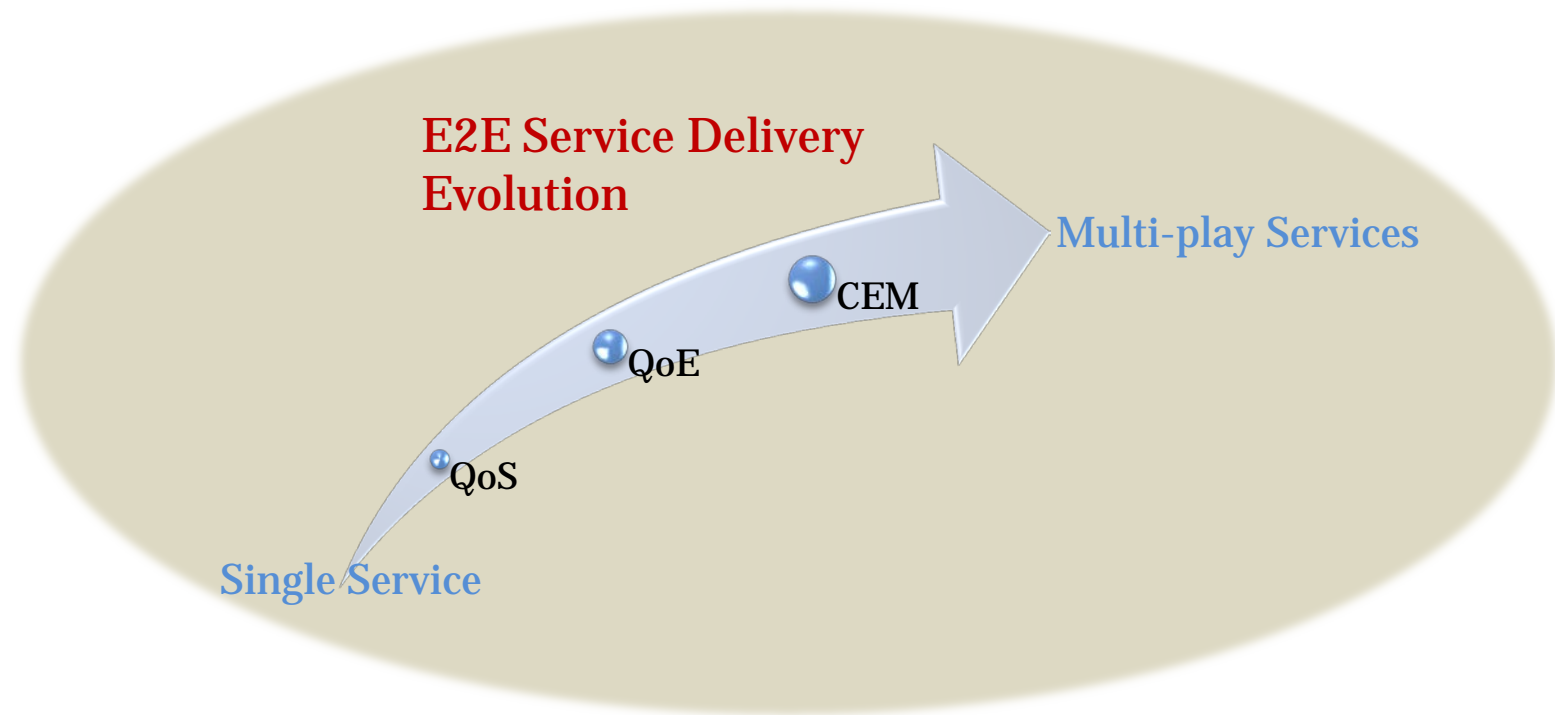 E2E Service Delivery
Evolution
Multi-play Services
CEM
QoE
QoS
Single Service